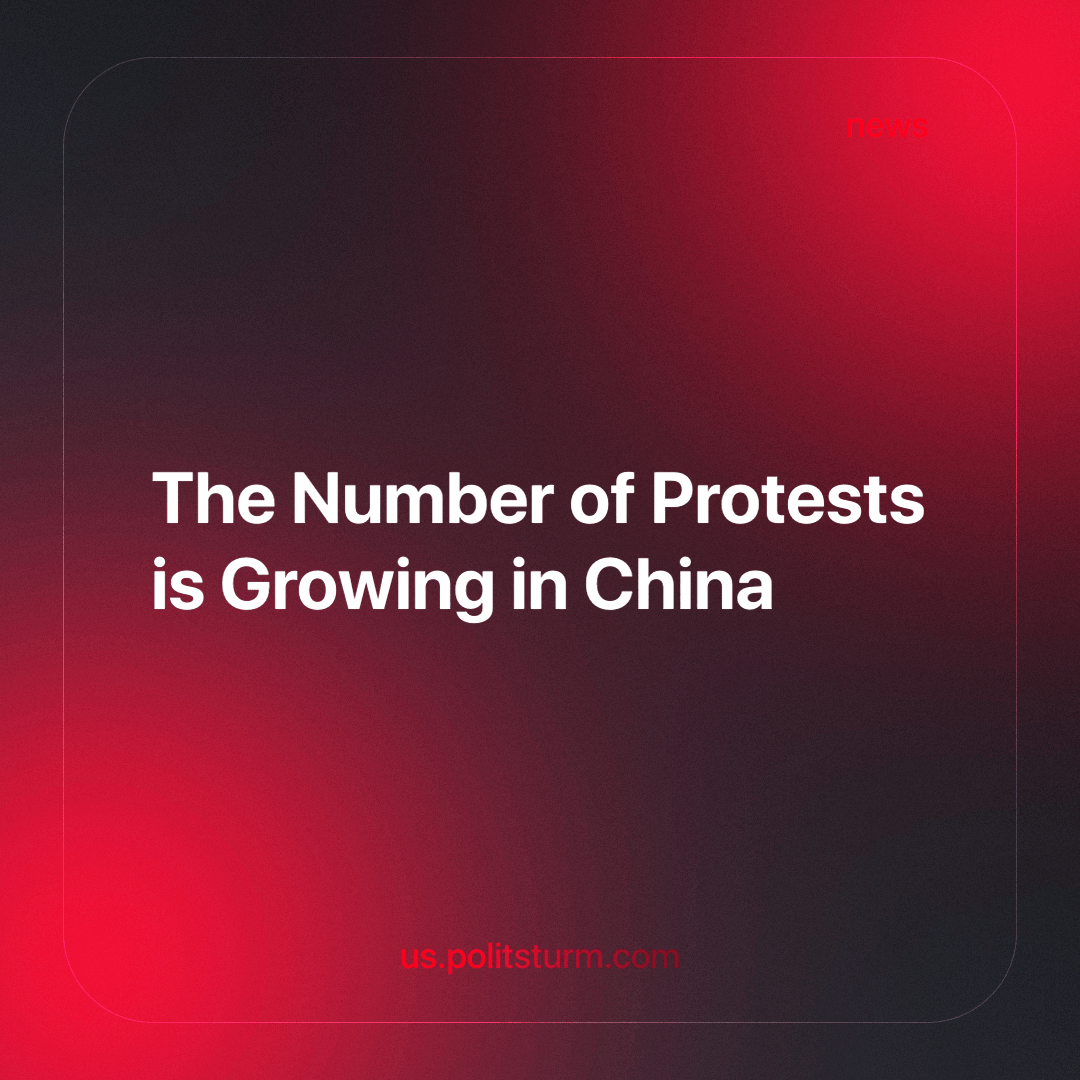 news
The Number of Protests
is Growing in China
us.politsturm.com